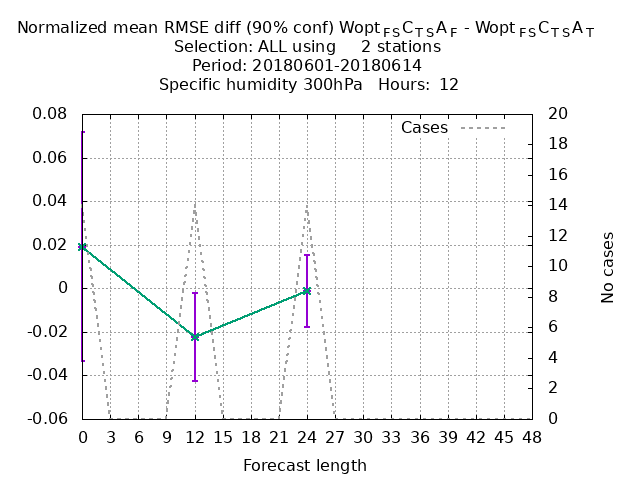 Normalized mean RMSE diff (90% conf) Wopt FS C TS A F - Wopt FS C TS A T
Selection: ALL using 2 stations
Period: 20180601-20180614
Specific humidity 300hPa Hours: 12
Cases
0.08
0.06
0.04
0.02
0
-0.02
-0.04
-0.06
20
18
16
14
12
10
8
6
4
2
0
No cases
0 3 6 9 12 15 18 21 24 27 30 33 36 39 42 45 48
Forecast length